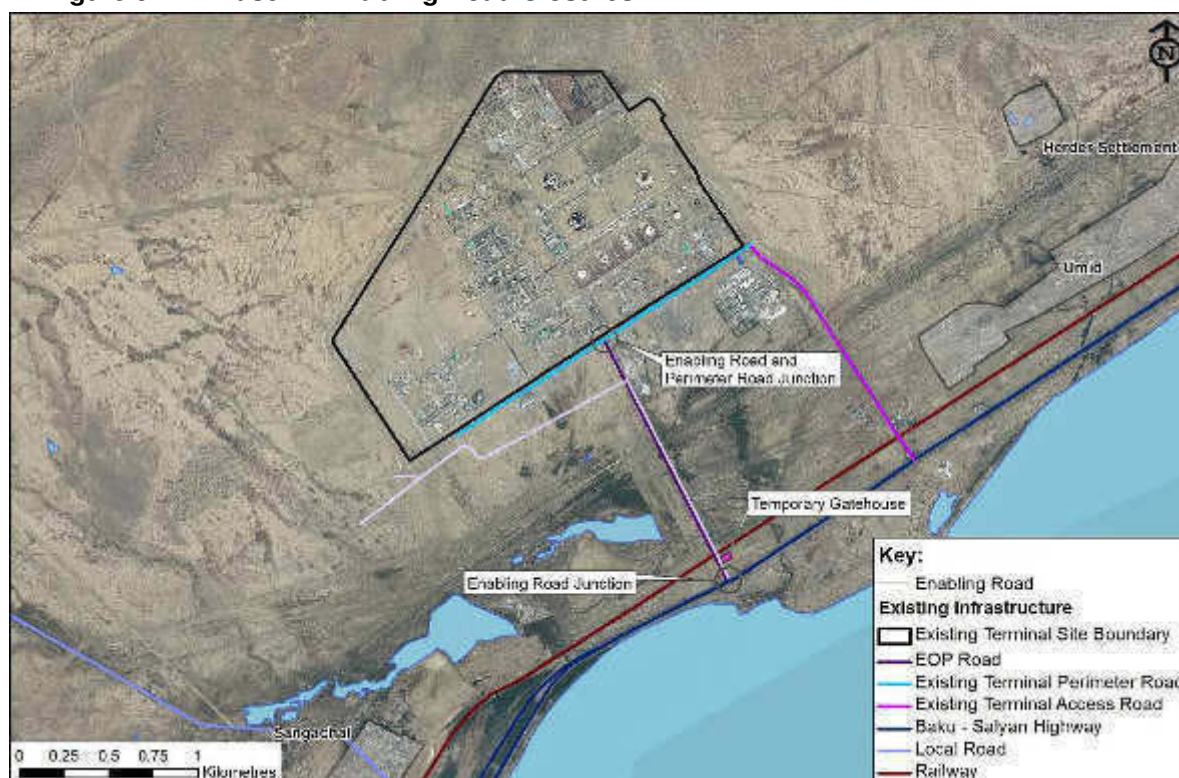 N
Herder Settlement
Umid
Enabling Road and
Perimeter Road Junction
Temporary Gatehouse
Enabling Road Junction
Sangachal
0 0.25 0.5 0.75 1
Kilometres
Key:
Enabling Road
Existing Infrastructure
Existing Terminal Site Boundary
EOP Road
Existing Terminal Perimeter Road
Existing Terminal Access Road
Baku - Salyan Highway
Local Road
Railway